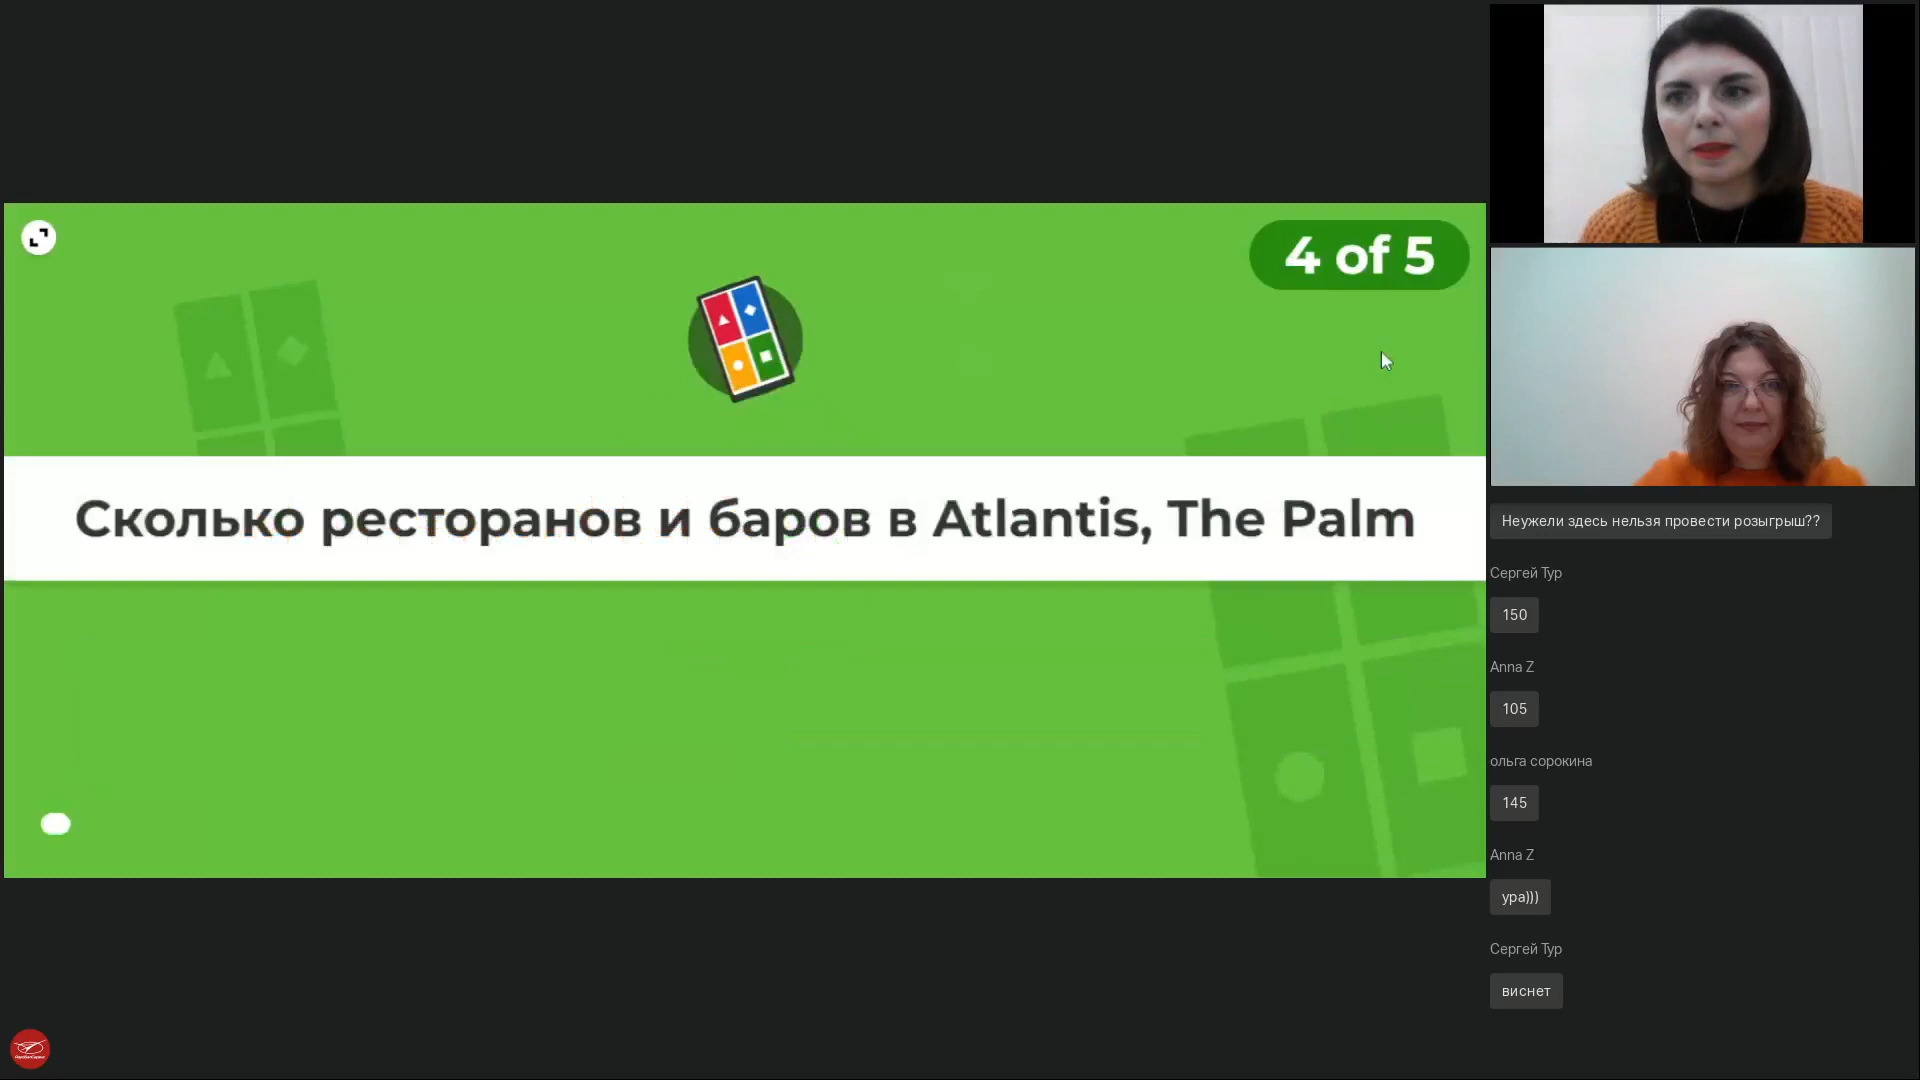 4 of 5
Сколько ресторанов и баров в Atlantis, The Palm
Неужели здесь нельзя провести розыгрыш??
Сергей Тур
150
Anna Z
105
ольга сорокина
145
Anna Z
ура)))
Сергей Тур
виснет